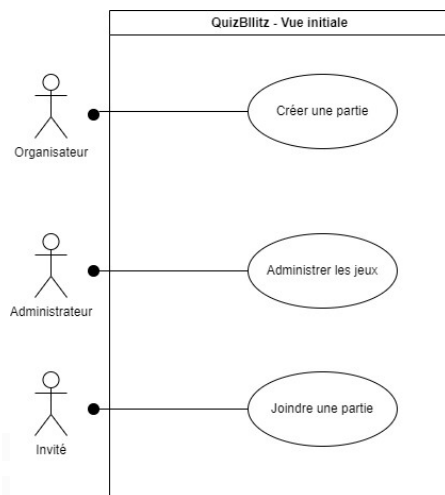 QuizBllitz - Vue initiale
Créer une partie
Organisateur
Administrer les jeux
Administrateur
Joindre une partie
Invité